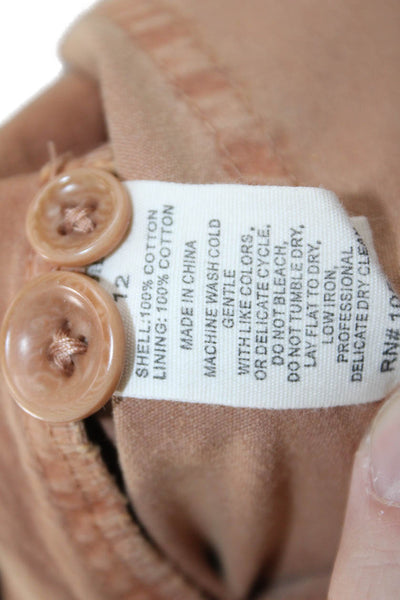 12
SHELL: 100% COTTON
LINING: 100% COTTON
MADE IN CHINA
MACHINE WASH COLD
GENTLE
WITH LIKE COLORS,
OR DELICATE CYCLE,
DO NOT BLEACH,
DO NOT TUMBLE DRY,
LAY FLAT TO DRY,
LOW IRON,
PROFESSIONAL
DELICATE DRY CLEAN
RN#